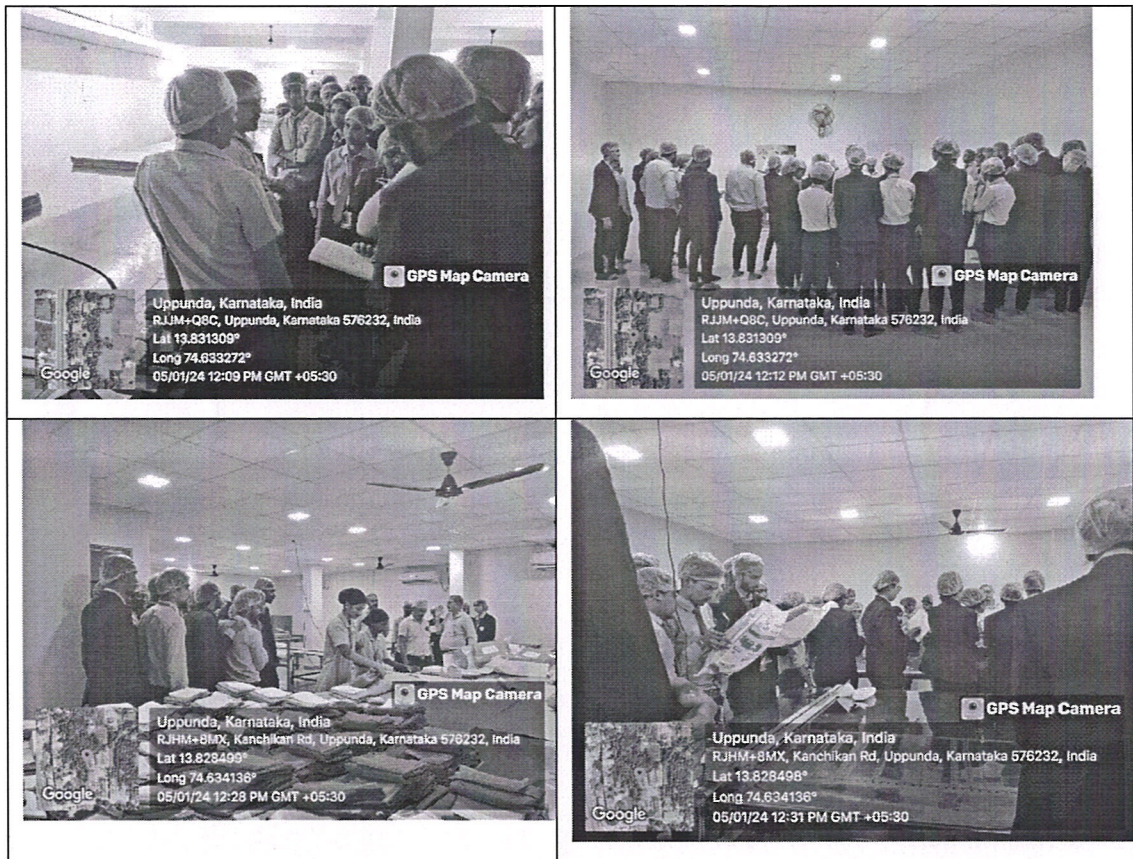 GPS Map Camera
Uppunda, Karnataka, India
RJJM+Q8C, Uppunda, Karnataka 576232, India
Lat 13.831309°
Long 74.633272°
05/01/24 12:09 PM GMT +05:30
Google
GPS Map Camera
Uppunda, Karnataka, India
RJJM+Q8C, Uppunda, Karnataka 576232, India
Lat 13.831309°
Long 74.633272°
05/01/24 12:12 PM GMT +05:30
Google
GPS Map Camera
Uppunda, Karnataka, India
RJHM+8MX, Kanchikan Rd, Uppunda, Karnataka 576232, India
Lat 13.828499°
Long 74.634136°
05/01/24 12:28 PM GMT +05:30
Google
GPS Map Camera
Uppunda, Karnataka, India
RJHM+8MX, Kanchikan Rd, Uppunda, Karnataka 576232, India
Lat 13.828498°
Long 74.634136°
05/01/24 12:31 PM GMT +05:30
Google